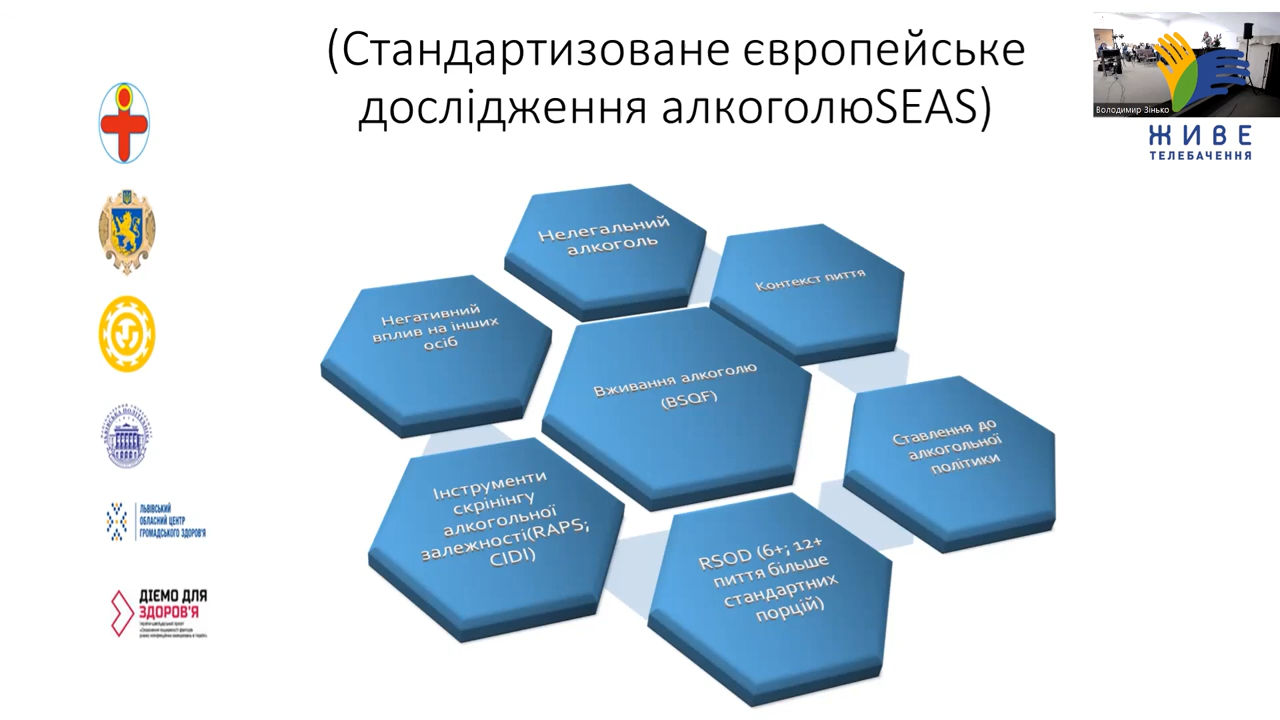 (Стандартизоване європейське
дослідження алкоголюSEAS)
Володимир Зінько
ЖИВЕ
ТЕЛЕБАЧЕННЯ
Нелегальний
алкоголь
Контекст пиття
Негативний
вплив на інших
осіб
Вживання алкоголю
(BSQF)
Ставлення до
алкогольної
політики
Інструменти
скрінінгу
алкогольної
залежності(RAPS;
CIDI)
RSOD (6+; 12+
пиття більше
стандартних
порцій)
ЛЬВІВСЬКИЙ
ОБЛАСНИЙ ЦЕНТР
ГРОМАДСЬКОГО ЗДОРОВ'Я
ДІЄМО ДЛЯ
ЗДОРОВ'Я